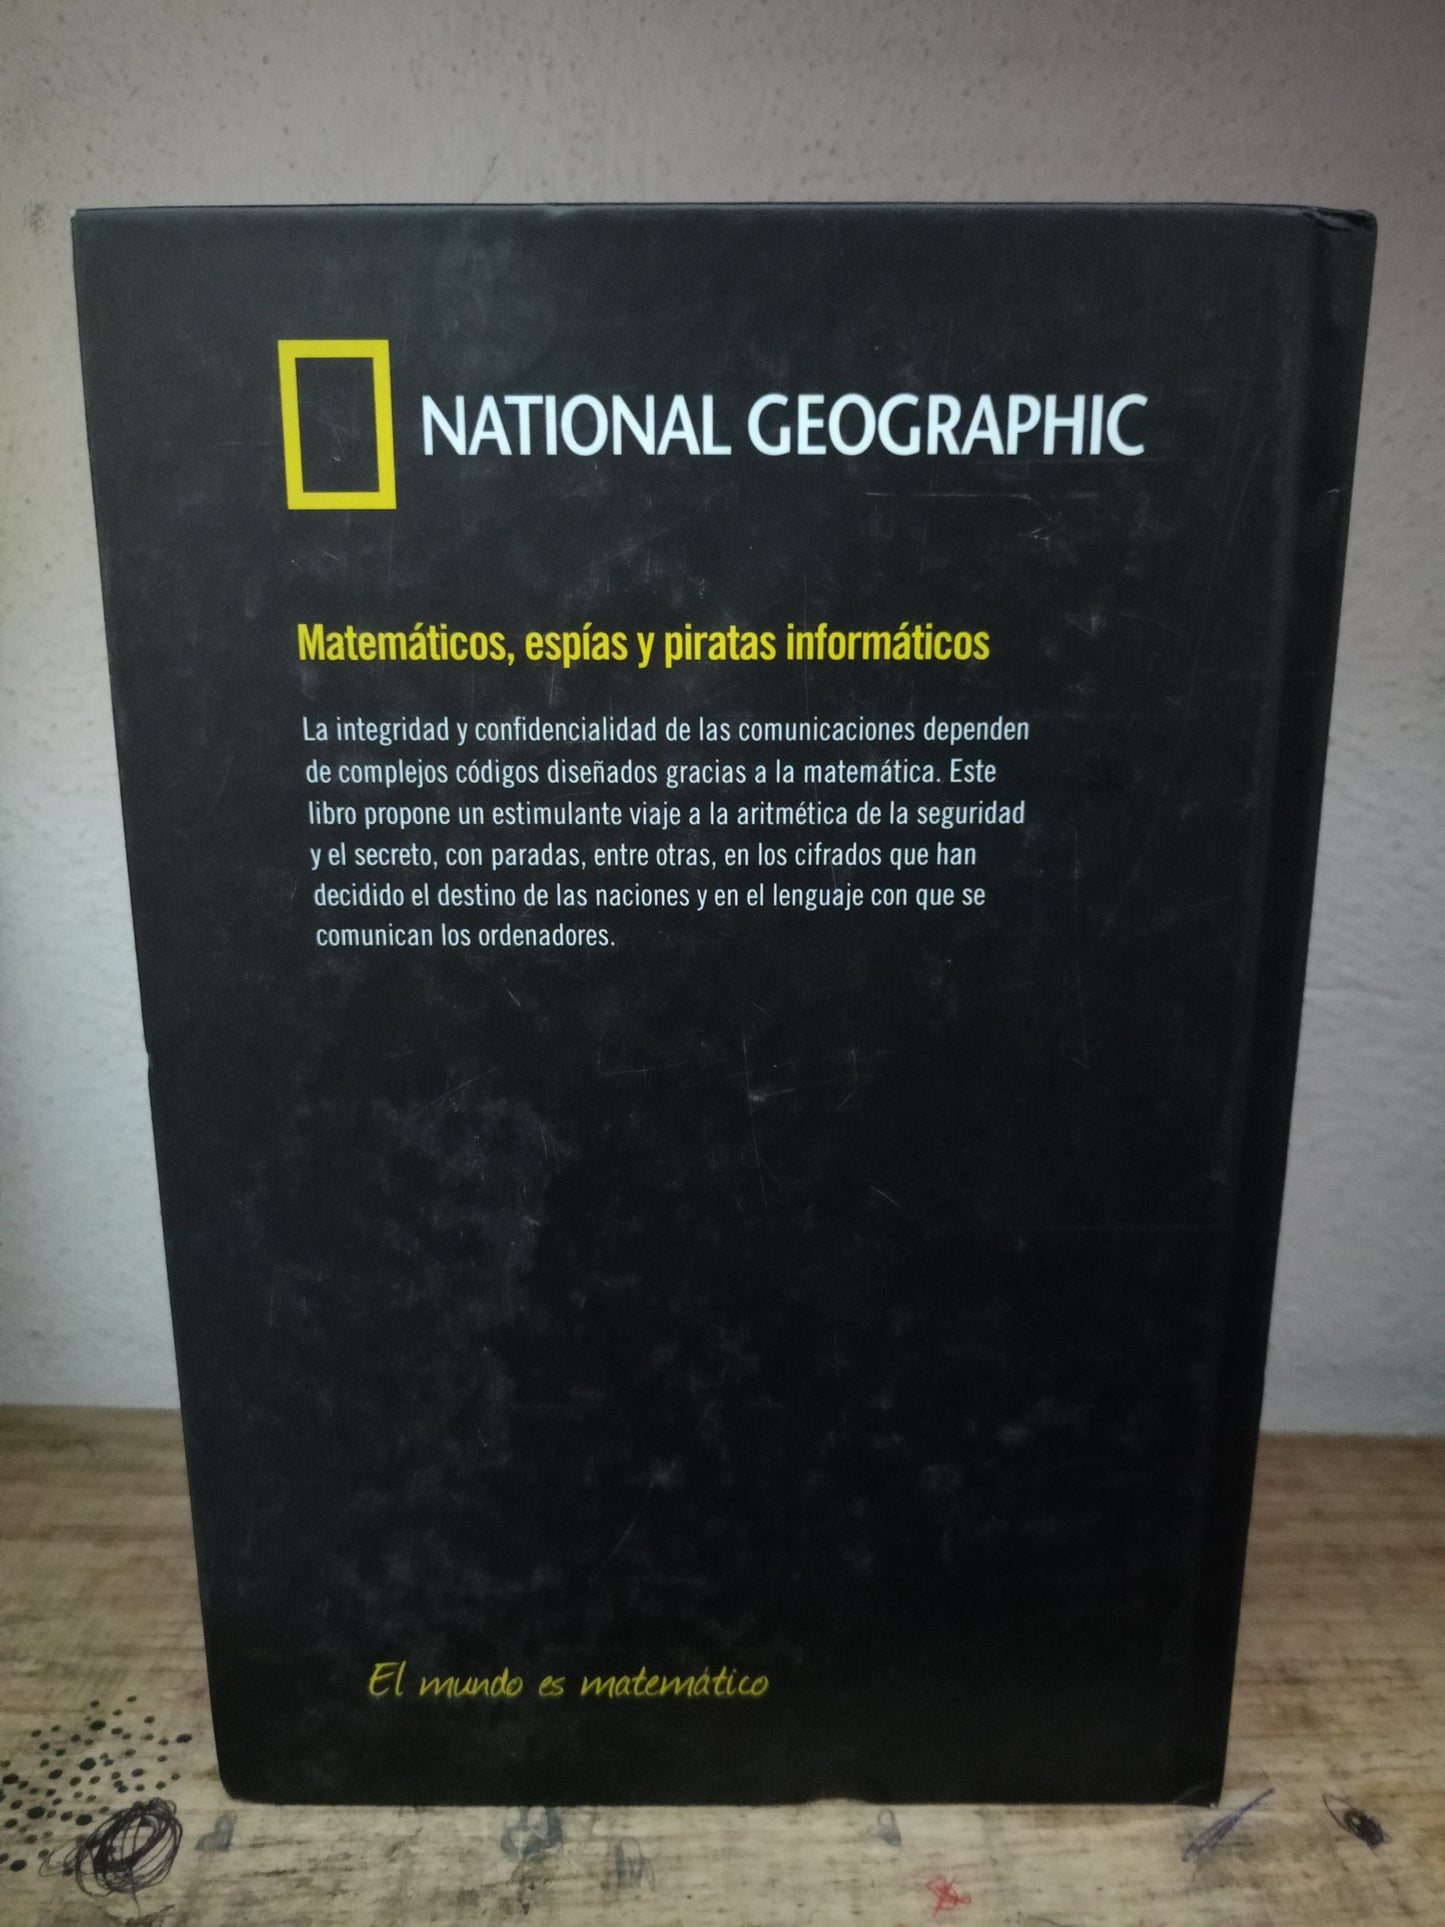 NATIONAL GEOGRAPHIC
Matemáticos, espías y piratas informáticos
La integridad y confidencialidad de las comunicaciones dependen
de complejos códigos diseñados gracias a la matemática. Este
libro propone un estimulante viaje a la aritmética de la seguridad
y el secreto, con paradas, entre otras, en los cifrados que han
decidido el destino de las naciones y en el lenguaje con que se
comunican los ordenadores.
El mundo es matemático